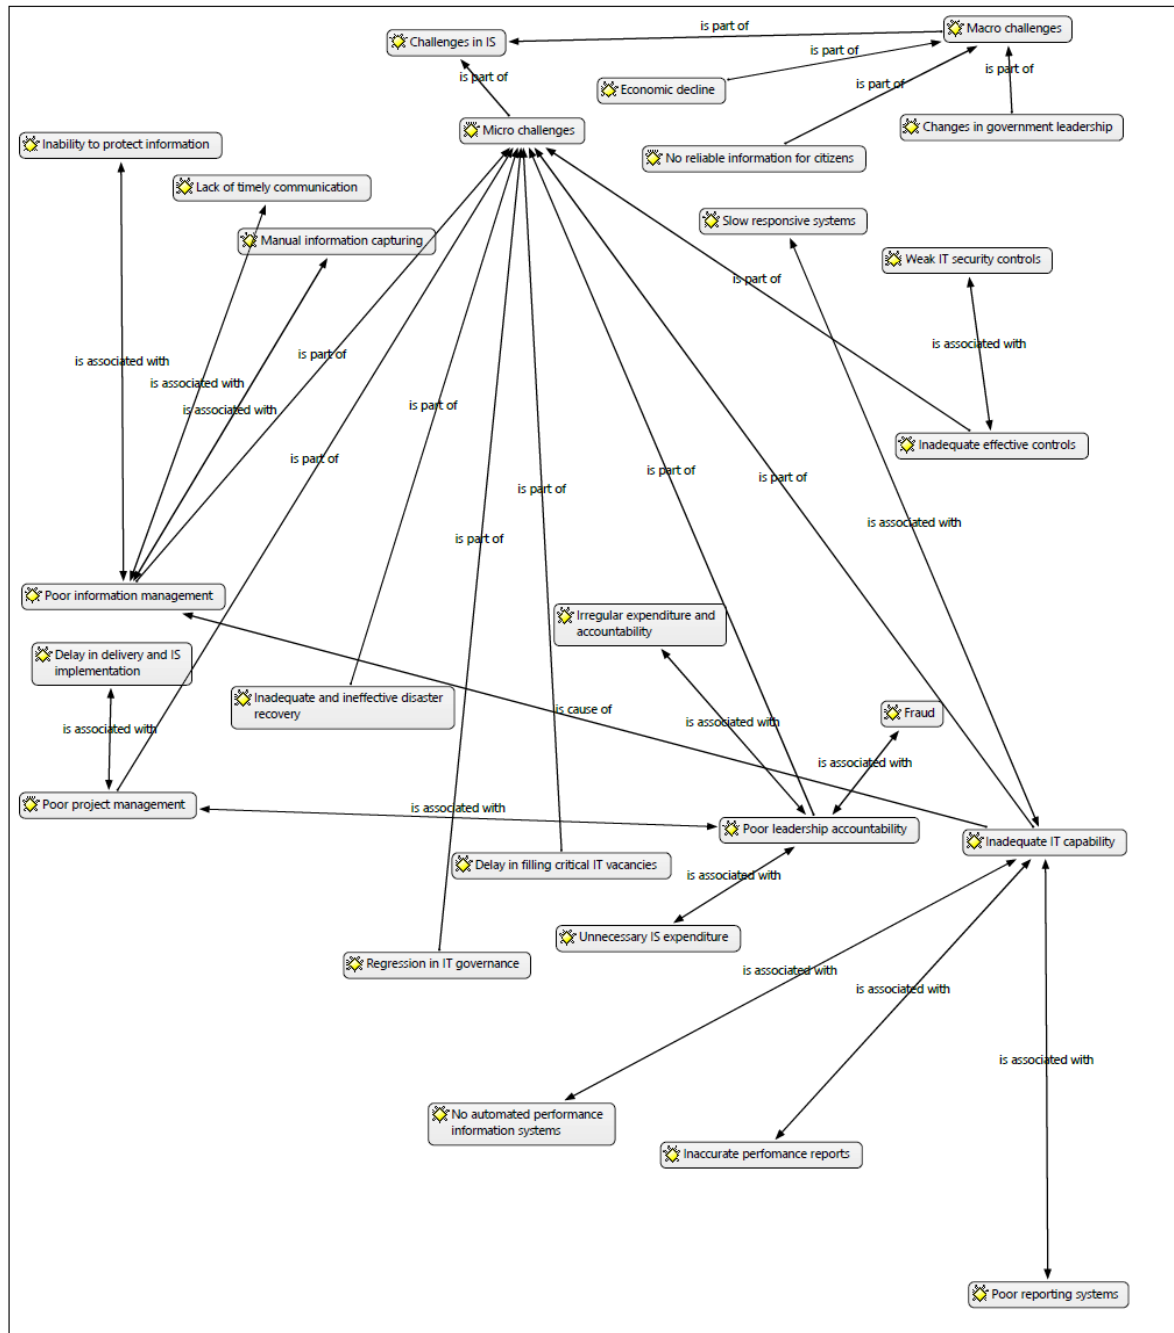 is part of
Macro challenges
Challenges in IS
is part of
is part of
is part of
is part of
Economic decline
Micro challenges
Changes in government leadership
Inability to protect information
No reliable information for citizens
Lack of timely communication
Slow responsive systems
Manual information capturing
Weak IT security controls
is part of
is associated with
is part of
is associated with
is associated with
is associated with
is part of
Inadequate effective controls
is part of
is part of
is part of
is part of
is associated with
is part of
Poor information management
Irregular expenditure and
accountability
Delay in delivery and IS
implementation
Inadequate and ineffective disaster
recovery
is cause of
Fraud
is associated with
is associated with
is associated with
Poor project management
is associated with
Poor leadership accountability
Inadequate IT capability
Delay in filling critical IT vacancies
is associated with
Unnecessary IS expenditure
Regression in IT governance
is associated with
is associated with
is associated with
No automated performance
information systems
Inaccurate perfomance reports
Poor reporting systems